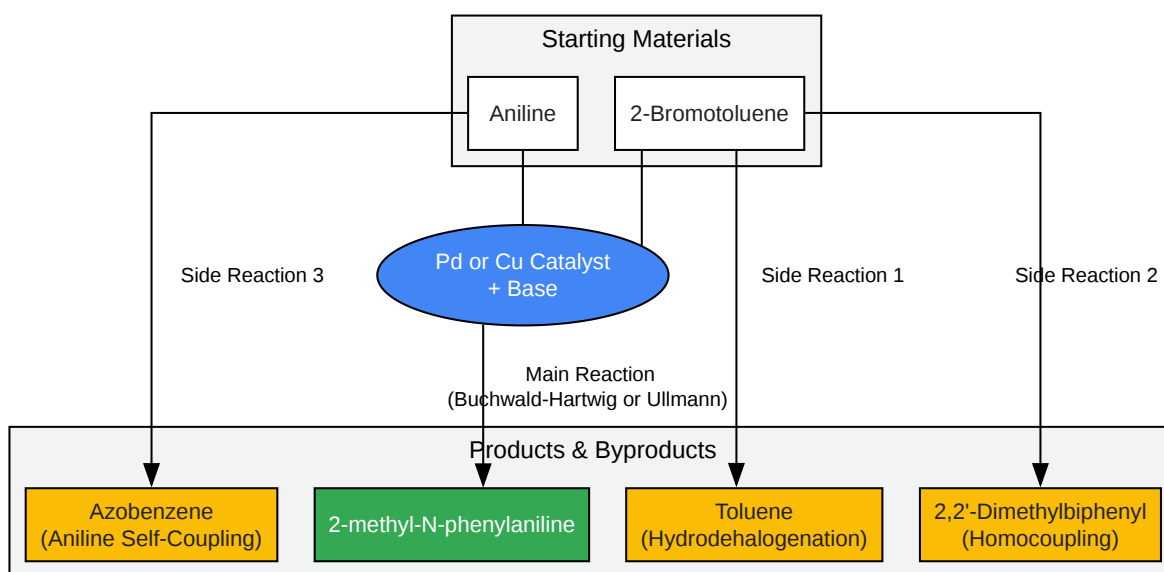 Starting Materials
Aniline
2-Bromotoluene
Pd or Cu Catalyst
+ Base
Side Reaction 3
Side Reaction 1
Side Reaction 2
Main Reaction
(Buchwald-Hartwig or Ullmann)
Products & Byproducts
Azobenzene
(Aniline Self-Coupling)
2-methyl-N-phenylaniline
Toluene
(Hydrodehalogenation)
2,2'-Dimethylbiphenyl
(Homocoupling)